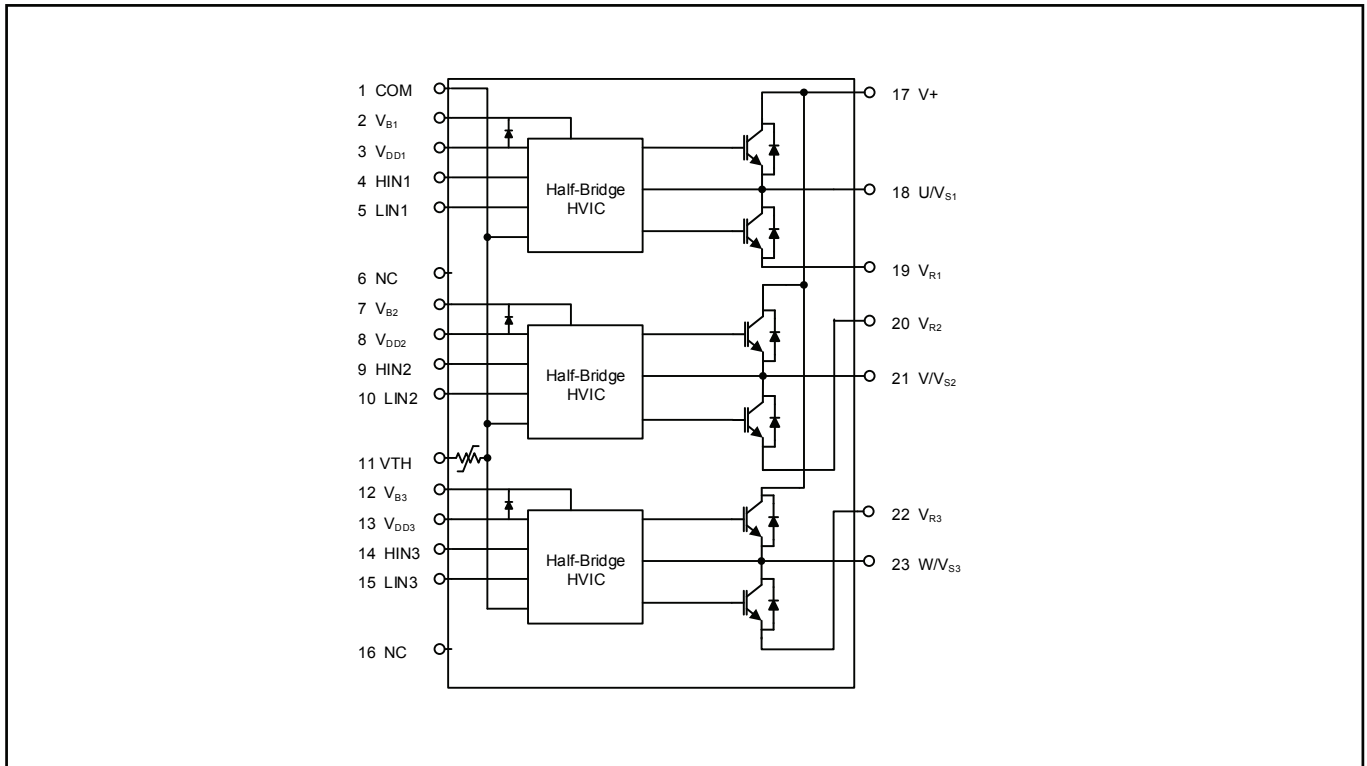 1 COM
2 VB1
3 VDD1
4 HIN1
5 LIN1
6 NC
7 VB2
8 VDD2
9 HIN2
10 LIN2
11 VTH
12 VB3
13 VDD3
14 HIN3
15 LIN3
16 NC
Half-Bridge
HVIC
Half-Bridge
HVIC
Half-Bridge
HVIC
17 V+
18 U/VS1
19 VR1
20 VR2
21 V/VS2
22 VR3
23 W/VS3